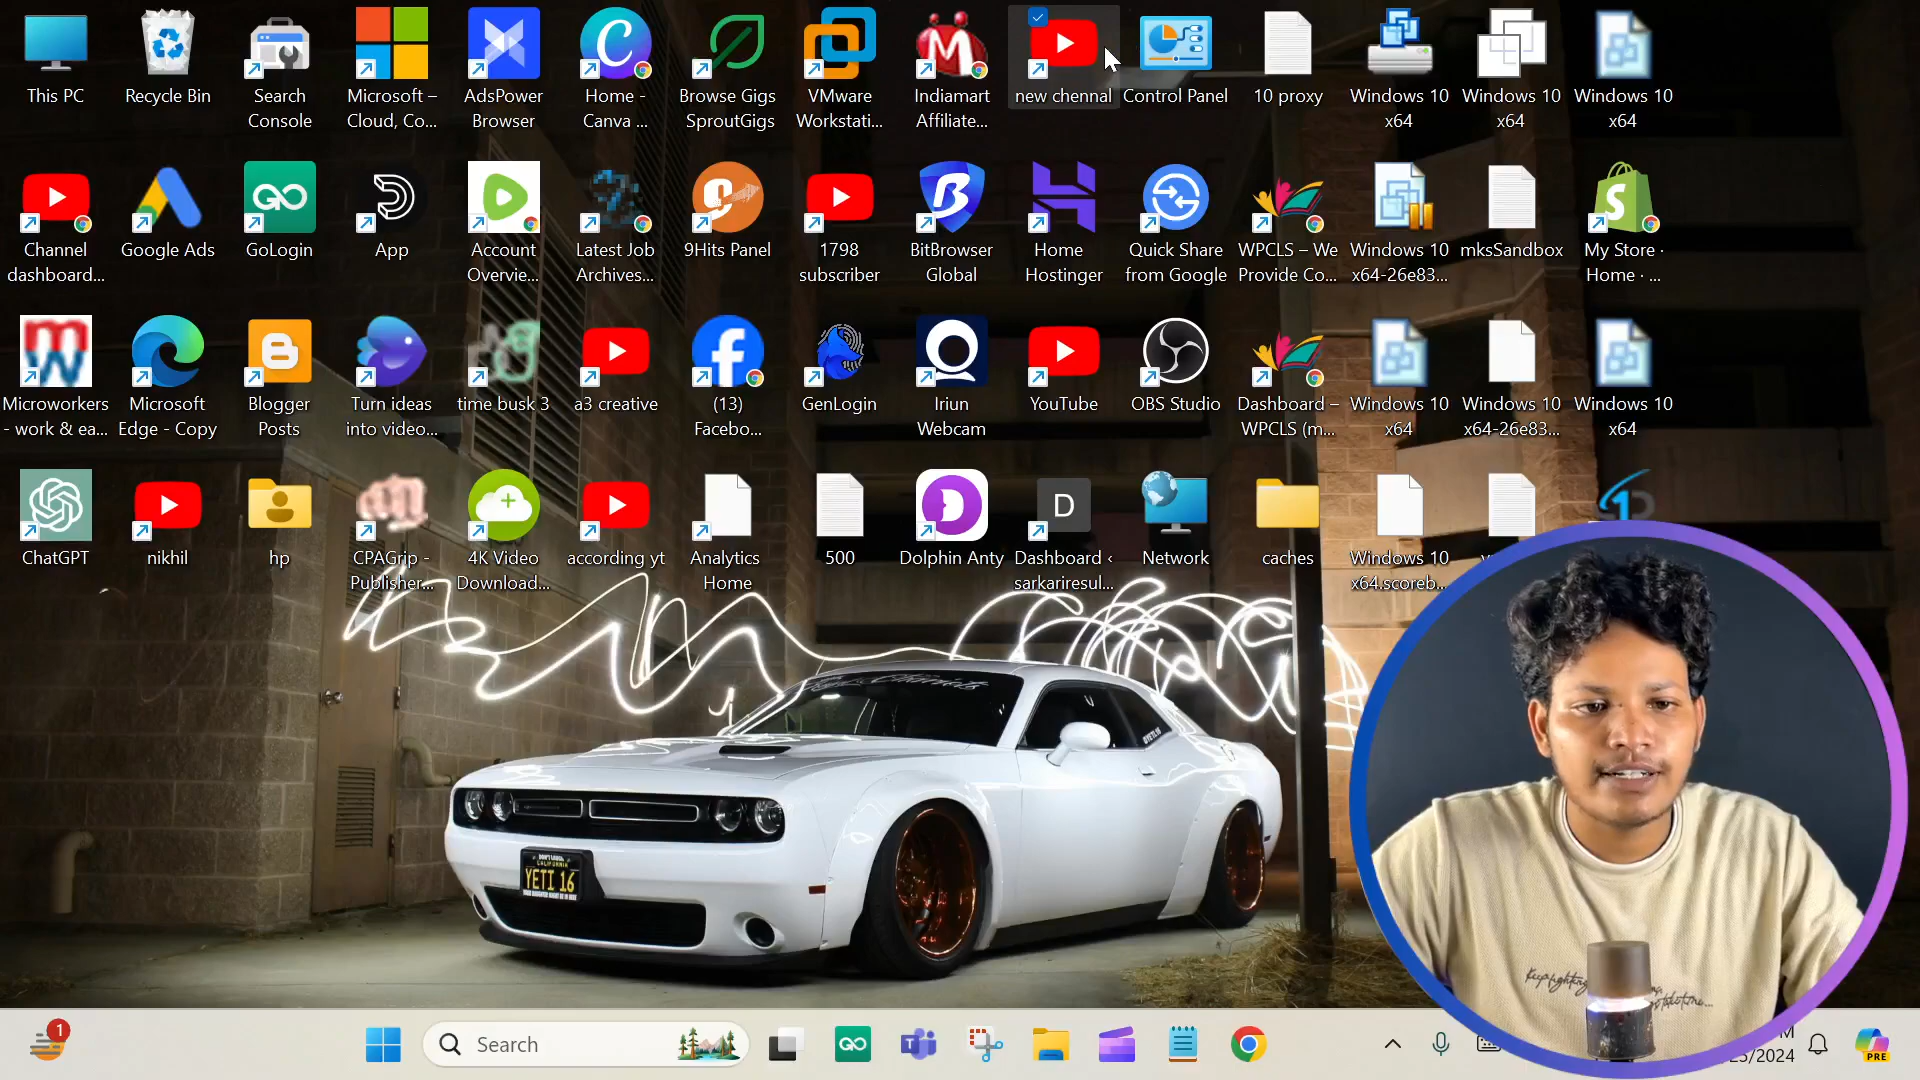 This PC
Recycle Bin
Search
Console
Microsoft –
Cloud, Co...
AdsPower
Browser
Home -
Canva ...
Browse Gigs
SproutGigs
VMware
Workstati...
Indiamart
Affiliate...
new chennal
Control Panel
10 proxy
Windows 10
x64
Windows 10
x64
Windows 10
x64
Channel
dashboard...
Google Ads
GoLogin
App
Account
Overvie...
Latest Job
Archives...
9Hits Panel
1798
subscriber
BitBrowser
Global
Home
Hostinger
Quick Share
from Google
WPCLS – We
Provide Co...
Windows 10
x64-26e83...
mksSandbox
My Store ·
Home · ...
Microworkers
- work & ea...
Microsoft
Edge - Copy
Blogger
Posts
Turn ideas
into video...
time busk 3
a3 creative
(13)
Facebo...
GenLogin
Iriun
Webcam
YouTube
OBS Studio
Dashboard –
WPCLS (m...
Windows 10
x64
Windows 10
x64-26e83...
Windows 10
x64
ChatGPT
nikhil
hp
CPAGrip -
Publisher...
4K Video
Download...
according yt
Analytics
Home
500
Dolphin Anty
D
Dashboard ‹
sarkariresul...
Network
caches
Windows 10
x64.scoreb...
YETI 16
CALIFORNIA
1
Search
GO
PRE